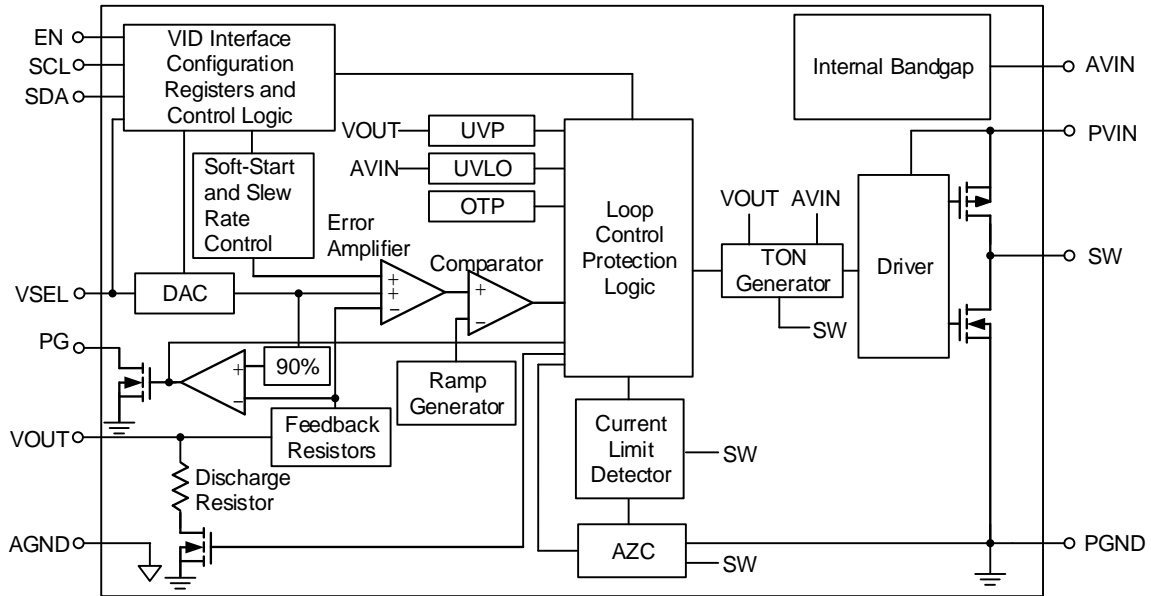 EN
SCL
SDA
VID Interface
Configuration
Registers and
Control Logic
Internal Bandgap
AVIN
PVIN
VOUT
UVP
AVIN
UVLO
OTP
Soft-Start
and Slew
Rate
Control
Error
Amplifier
Comparator
Loop
Control
Protection
Logic
VOUT
AVIN
TON
Generator
SW
Driver
SW
VSEL
DAC
+
+
−
+
−
PG
90%
+
−
Ramp
Generator
VOUT
Feedback
Resistors
Current
Limit
Detector
SW
Discharge
Resistor
AGND
AZC
SW
PGND